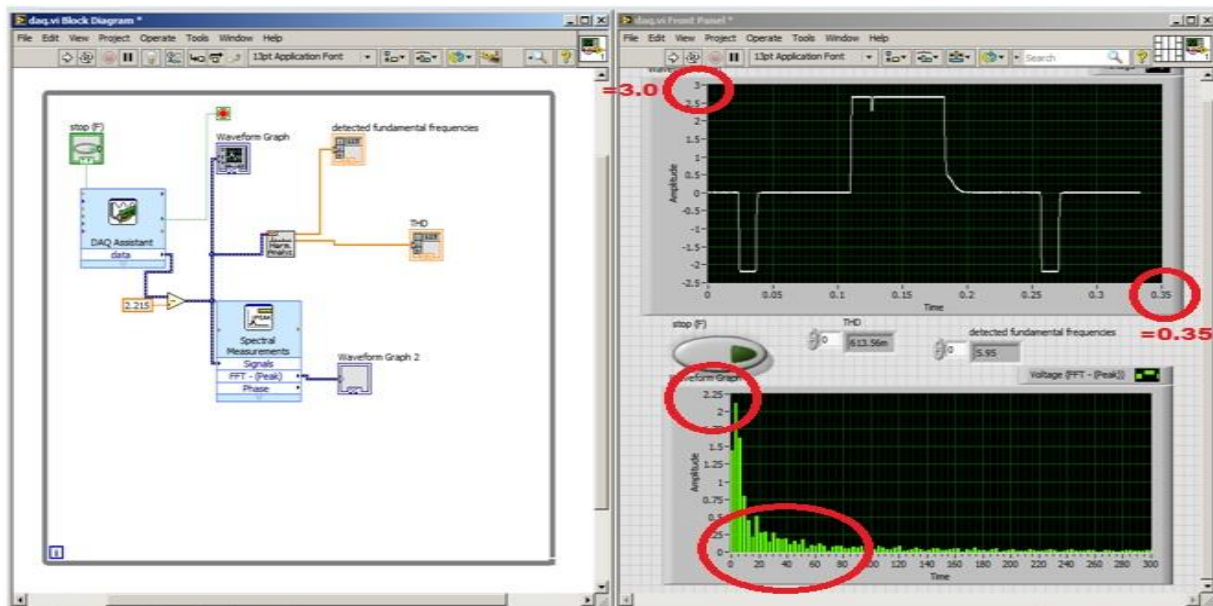 daq.vi Block Diagram *
File Edit View Project Operate Tools Window Help
13pt Application Font
stop (F)
Waveform Graph
detected fundamental frequencies
DAQ Assistant
data
THD
2.215
Spectral
Measurements
Signals
FFT - (Peak)
Phase
Waveform Graph 2
i
daq.vi Front Panel *
File Edit View Project Operate Tools Window Help
13pt Application Font
Search
=3.0
3
2.5
2
1.5
1
0.5
0
-0.5
-1
-1.5
-2
-2.5
Amplitude
0 0.05 0.1 0.15 0.2 0.25 0.3 0.35
Time
=0.35
stop (F)
THD
0
613.56m
detected fundamental frequencies
0
5.95
Waveform Graph
Voltage (FFT - (Peak))
2.25
2
1.5
1.25
1
0.5
0
Amplitude
0 20 40 60 80 100 120 140 160 180 200 220 240 260 280 300
Time